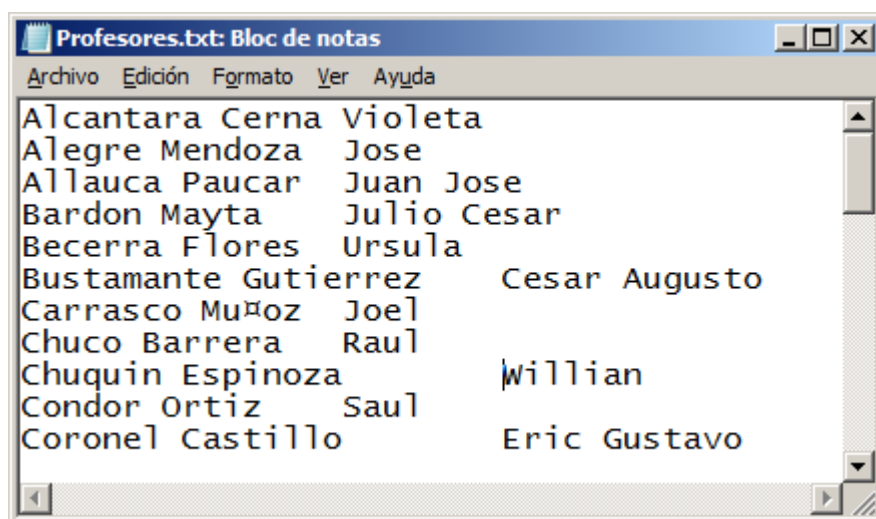 Profesores.txt: Bloc de notas
Archivo Edición Formato Ver Ayuda
Alcantara Cerna Violeta
Alegre Mendoza Jose
Allauca Paucar Juan Jose
Bardon Mayta Julio Cesar
Becerra Flores Ursula
Bustamante Gutierrez Cesar Augusto
Carrasco Mu¤oz Joel
Chuco Barrera Raul
Chuquin Espinoza Willian
Condor Ortiz Saul
Coronel Castillo Eric Gustavo